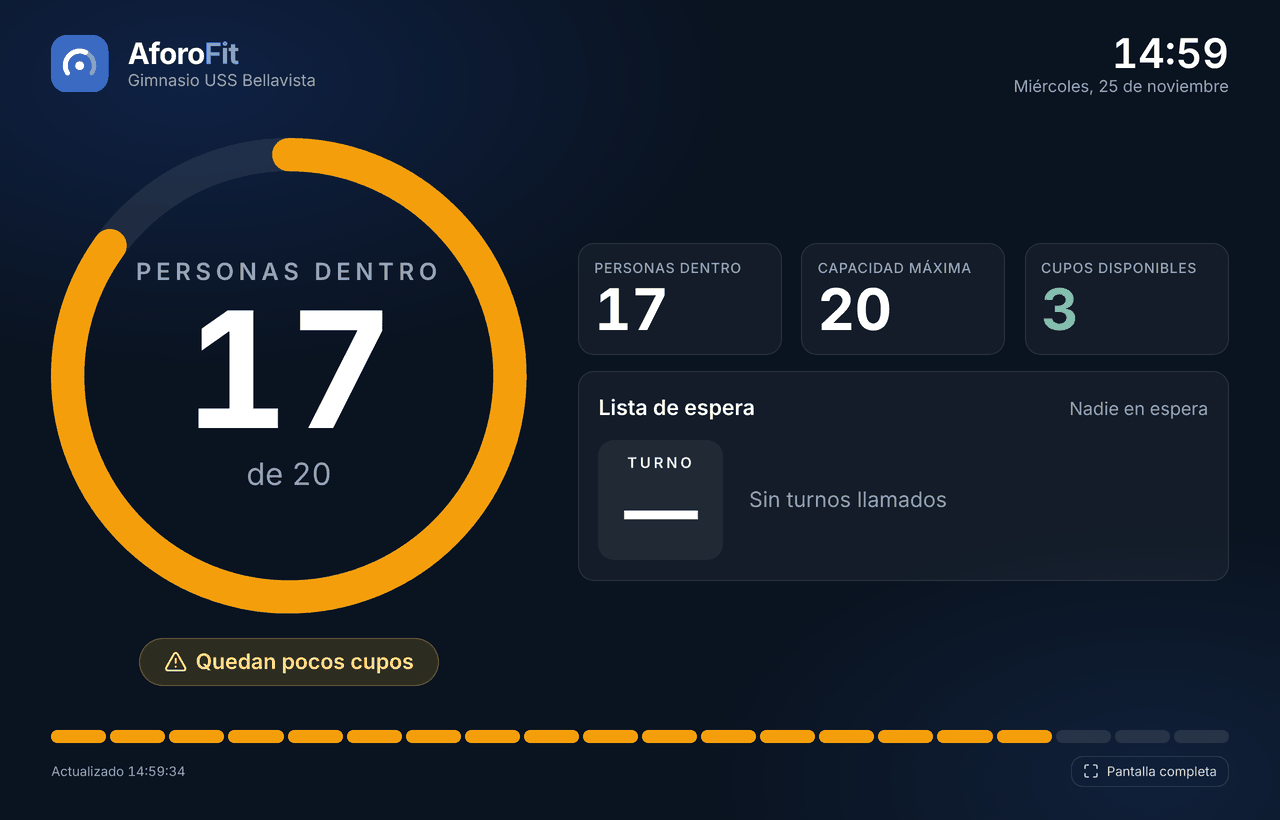 AforoFit
Gimnasio USS Bellavista
14:59
Miércoles, 25 de noviembre
PERSONAS DENTRO
17
de 20
Quedan pocos cupos
PERSONAS DENTRO
17
CAPACIDAD MÁXIMA
20
CUPOS DISPONIBLES
3
Lista de espera
Nadie en espera
TURNO
—
Sin turnos llamados
Actualizado 14:59:34
Pantalla completa